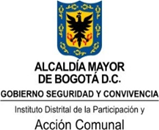 ALCALDÍA MAYOR
DE BOGOTÁ D.C.
GOBIERNO SEGURIDAD Y CONVIVENCIA
Instituto Distrital de la Participación y
Acción Comunal